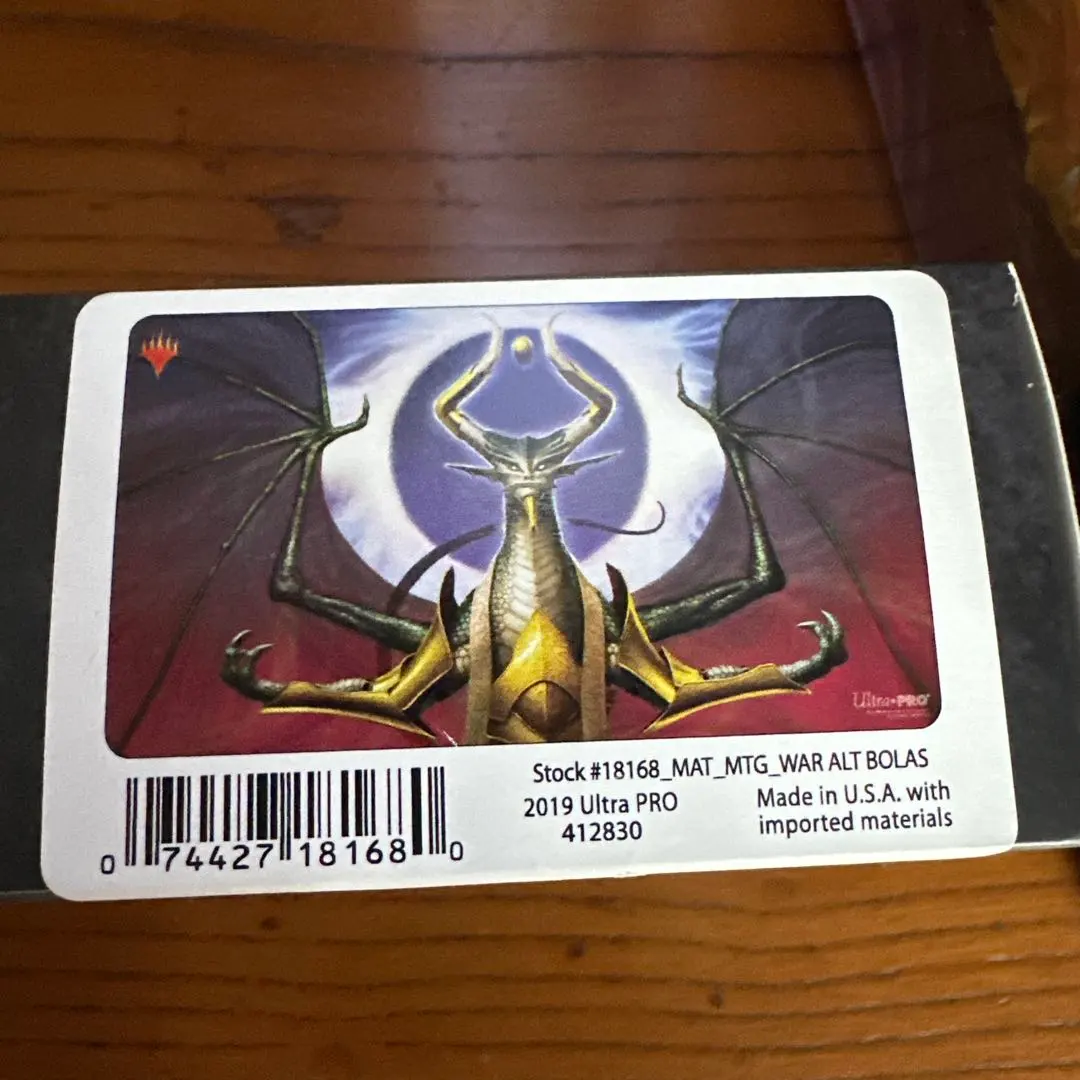 Ultra•PRO
Stock #18168_MAT_MTG_WAR ALT BOLAS
2019 Ultra PRO
412830
Made in U.S.A. with
imported materials
0 74427 18168 0